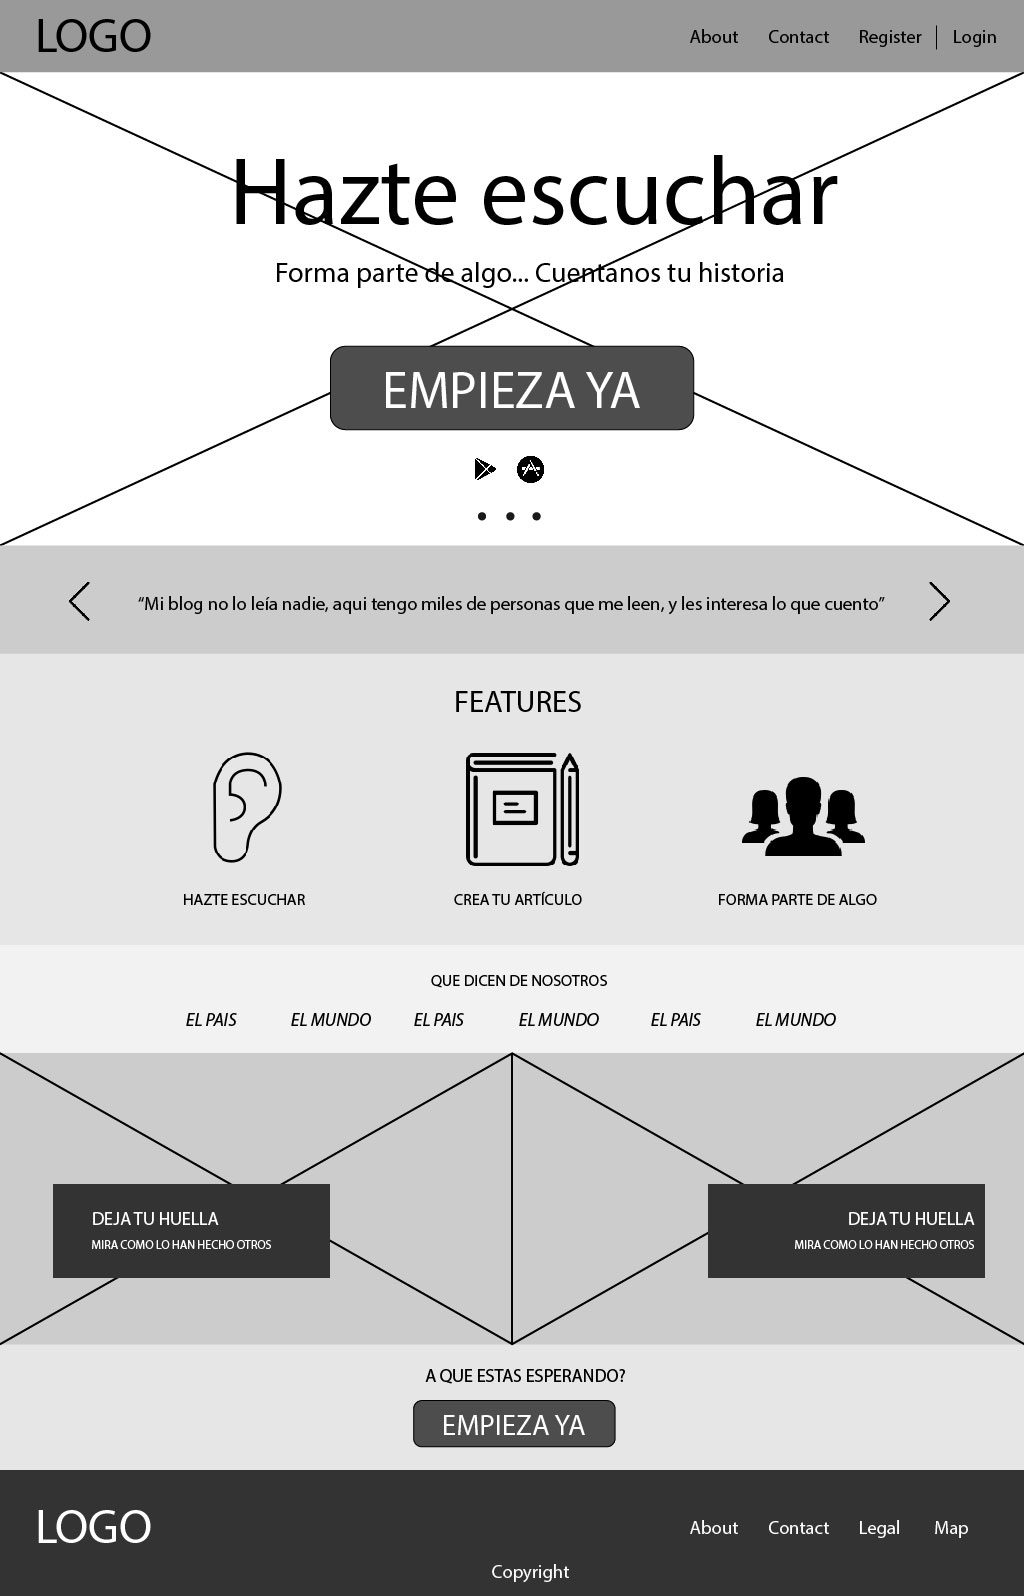 LOGO
About Contact Register | Login
Hazte escuchar
Forma parte de algo... Cuentanos tu historia
EMPIEZA YA
“Mi blog no lo leía nadie, aqui tengo miles de personas que me leen, y les interesa lo que cuento”
FEATURES
HAZTE ESCUCHAR CREA TU ARTÍCULO FORMA PARTE DE ALGO
QUE DICEN DE NOSOTROS
EL PAIS EL MUNDO EL PAIS EL MUNDO EL PAIS EL MUNDO
DEJA TU HUELLA
MIRA COMO LO HAN HECHO OTROS
DEJA TU HUELLA
MIRA COMO LO HAN HECHO OTROS
A QUE ESTAS ESPERANDO?
EMPIEZA YA
LOGO
About Contact Legal Map
Copyright